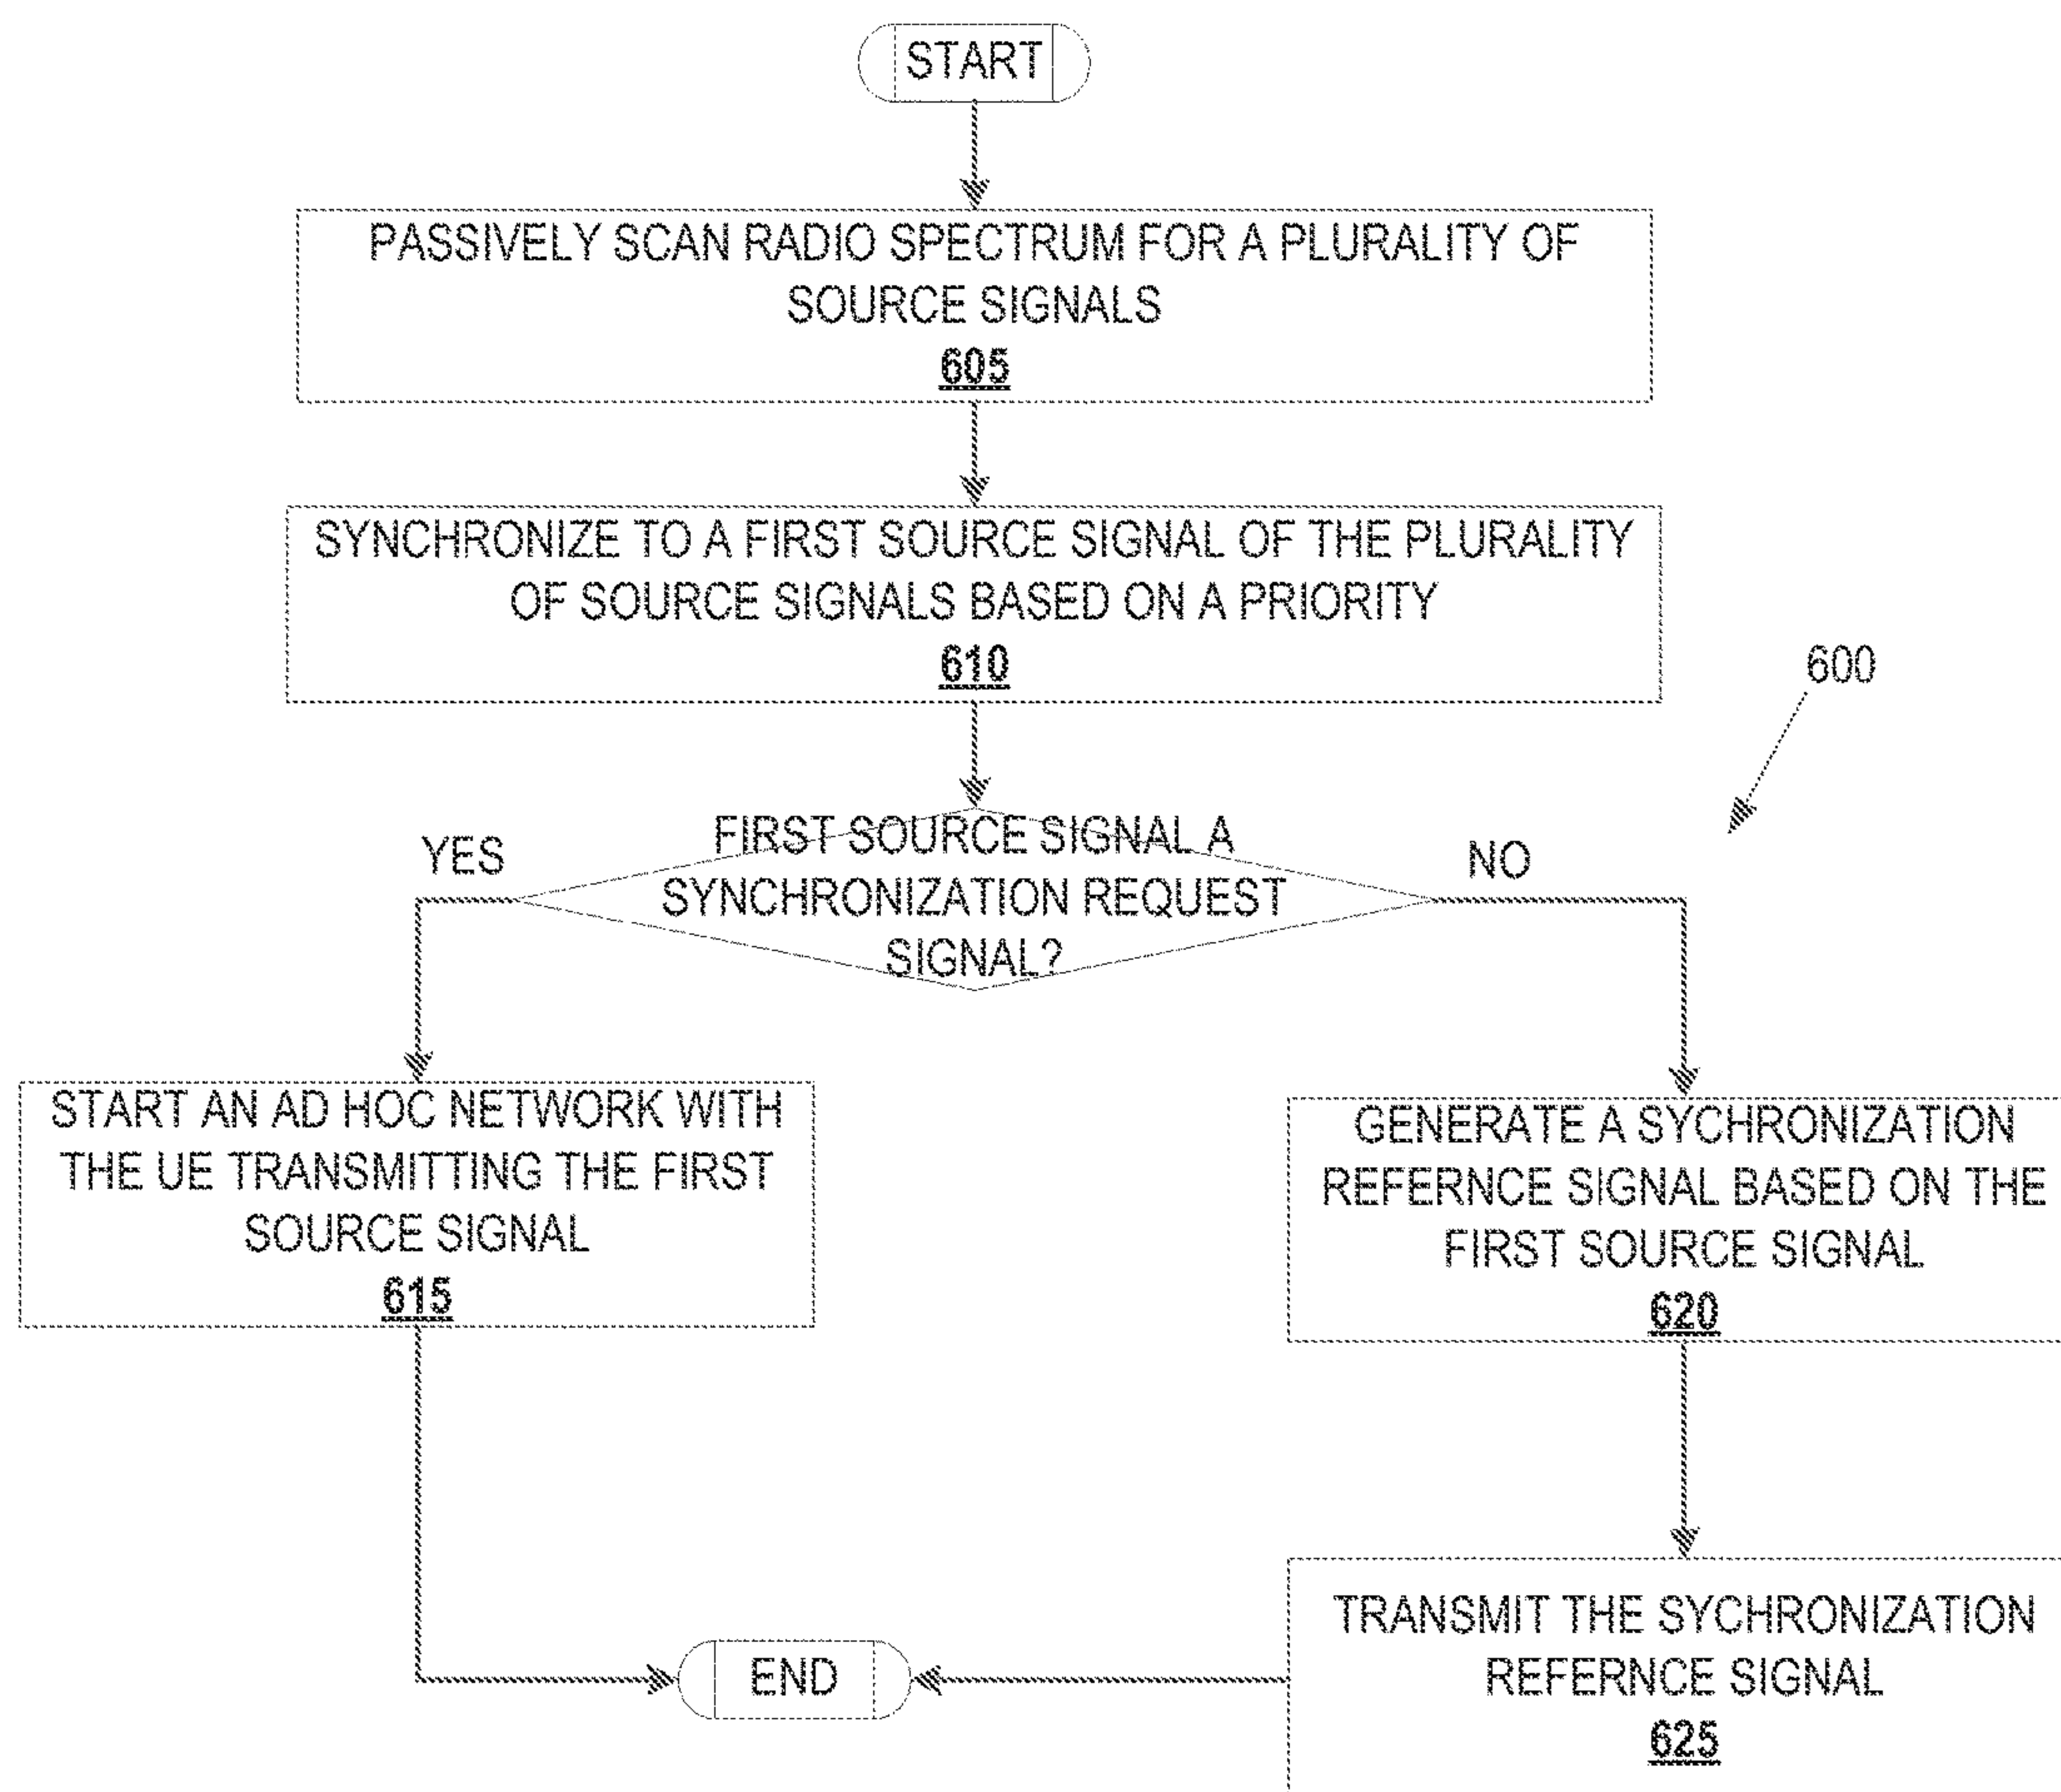 START
PASSIVELY SCAN RADIO SPECTRUM FOR A PLURALITY OF
SOURCE SIGNALS
605
SYNCHRONIZE TO A FIRST SOURCE SIGNAL OF THE PLURALITY
OF SOURCE SIGNALS BASED ON A PRIORITY
610
600
FIRST SOURCE SIGNAL A
SYNCHRONIZATION REQUEST
SIGNAL?
YES
NO
START AN AD HOC NETWORK WITH
THE UE TRANSMITTING THE FIRST
SOURCE SIGNAL
615
GENERATE A SYCHRONIZATION
REFERNCE SIGNAL BASED ON THE
FIRST SOURCE SIGNAL
620
TRANSMIT THE SYCHRONIZATION
REFERNCE SIGNAL
625
END